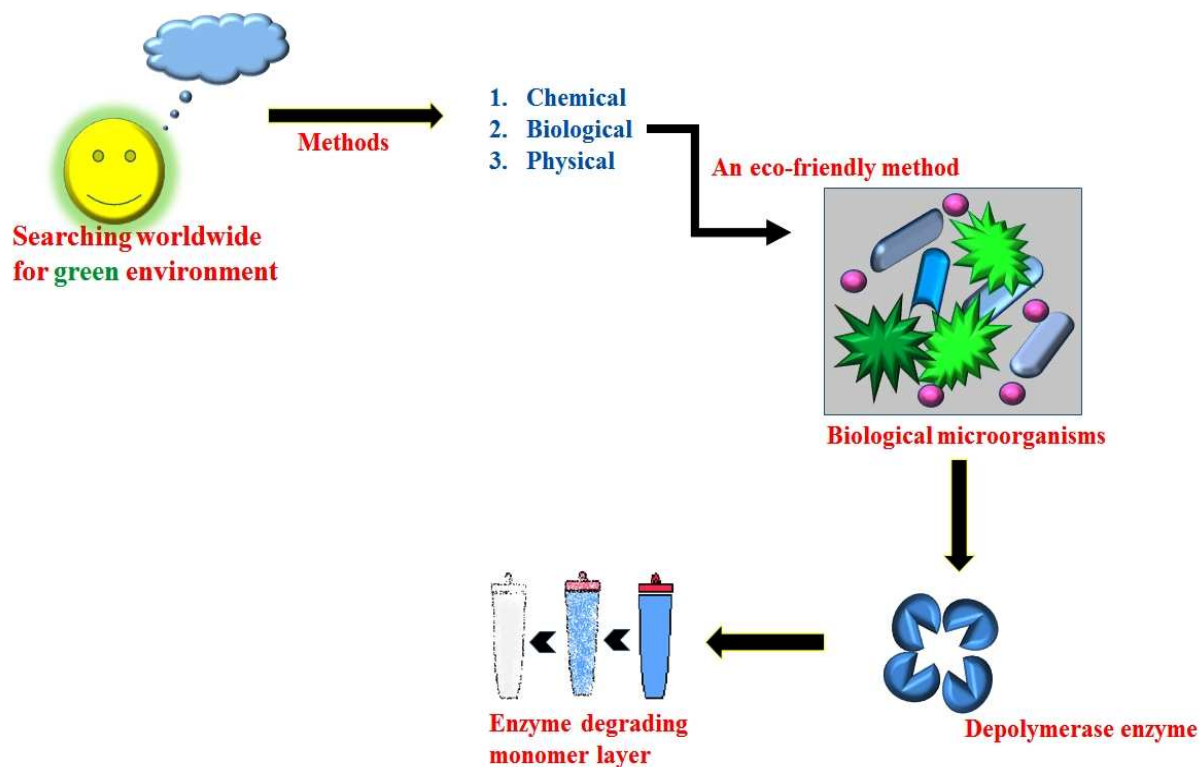 Methods
1. Chemical
2. Biological
3. Physical
An eco-friendly method
Searching worldwide
for green environment
Biological microorganisms
Depolymerase enzyme
Enzyme degrading
monomer layer